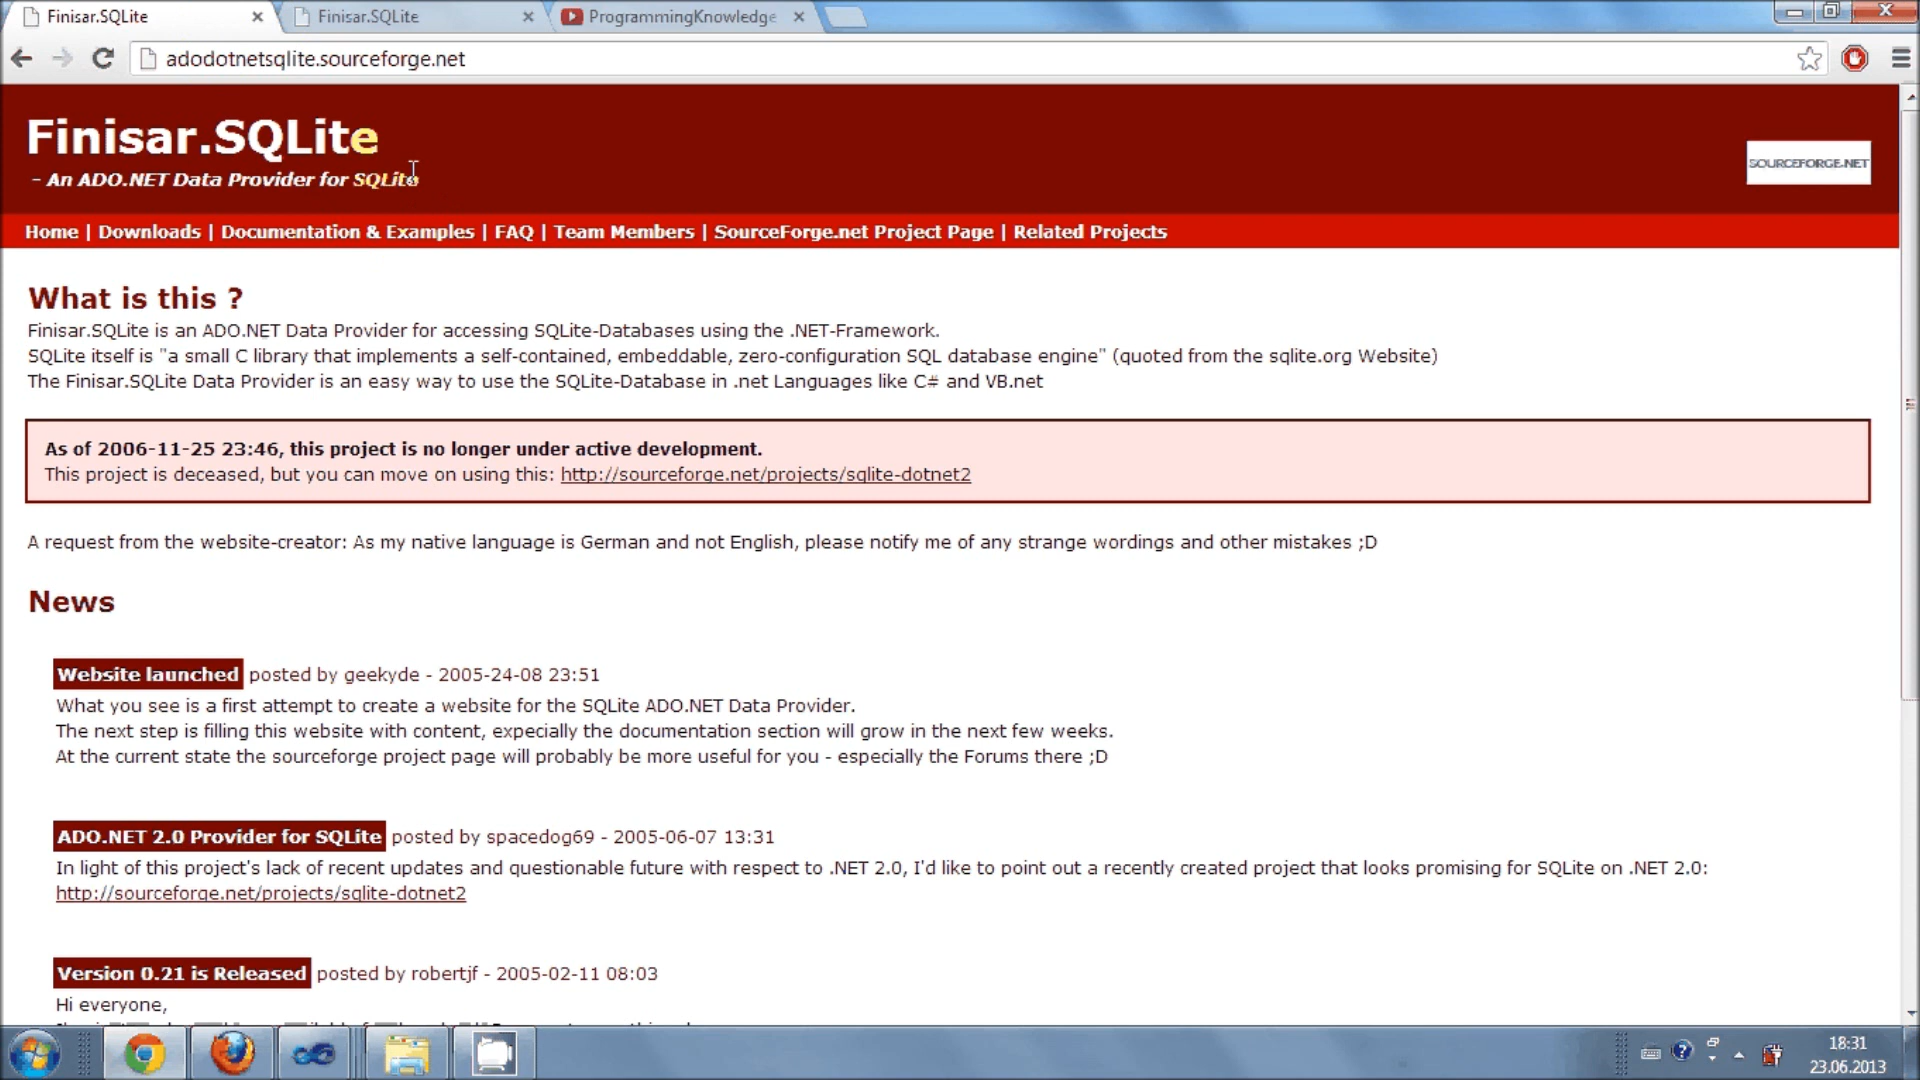 Finisar.SQLite
Finisar.SQLite
ProgrammingKnowledge
adodotnetsqlite.sourceforge.net
Finisar.SQLite
- An ADO.NET Data Provider for SQLite
SOURCEFORGE.NET
Home | Downloads | Documentation & Examples | FAQ | Team Members | SourceForge.net Project Page | Related Projects
What is this ?
Finisar.SQLite is an ADO.NET Data Provider for accessing SQLite-Databases using the .NET-Framework.
SQLite itself is "a small C library that implements a self-contained, embeddable, zero-configuration SQL database engine" (quoted from the sqlite.org Website)
The Finisar.SQLite Data Provider is an easy way to use the SQLite-Database in .net Languages like C# and VB.net
As of 2006-11-25 23:46, this project is no longer under active development.
This project is deceased, but you can move on using this: http://sourceforge.net/projects/sqlite-dotnet2
A request from the website-creator: As my native language is German and not English, please notify me of any strange wordings and other mistakes ;D
News
Website launched posted by geekyde - 2005-24-08 23:51
What you see is a first attempt to create a website for the SQLite ADO.NET Data Provider.
The next step is filling this website with content, expecially the documentation section will grow in the next few weeks.
At the current state the sourceforge project page will probably be more useful for you - especially the Forums there ;D
ADO.NET 2.0 Provider for SQLite posted by spacedog69 - 2005-06-07 13:31
In light of this project's lack of recent updates and questionable future with respect to .NET 2.0, I'd like to point out a recently created project that looks promising for SQLite on .NET 2.0:
http://sourceforge.net/projects/sqlite-dotnet2
Version 0.21 is Released posted by robertjf - 2005-02-11 08:03
Hi everyone,
18:31
23.06.2013